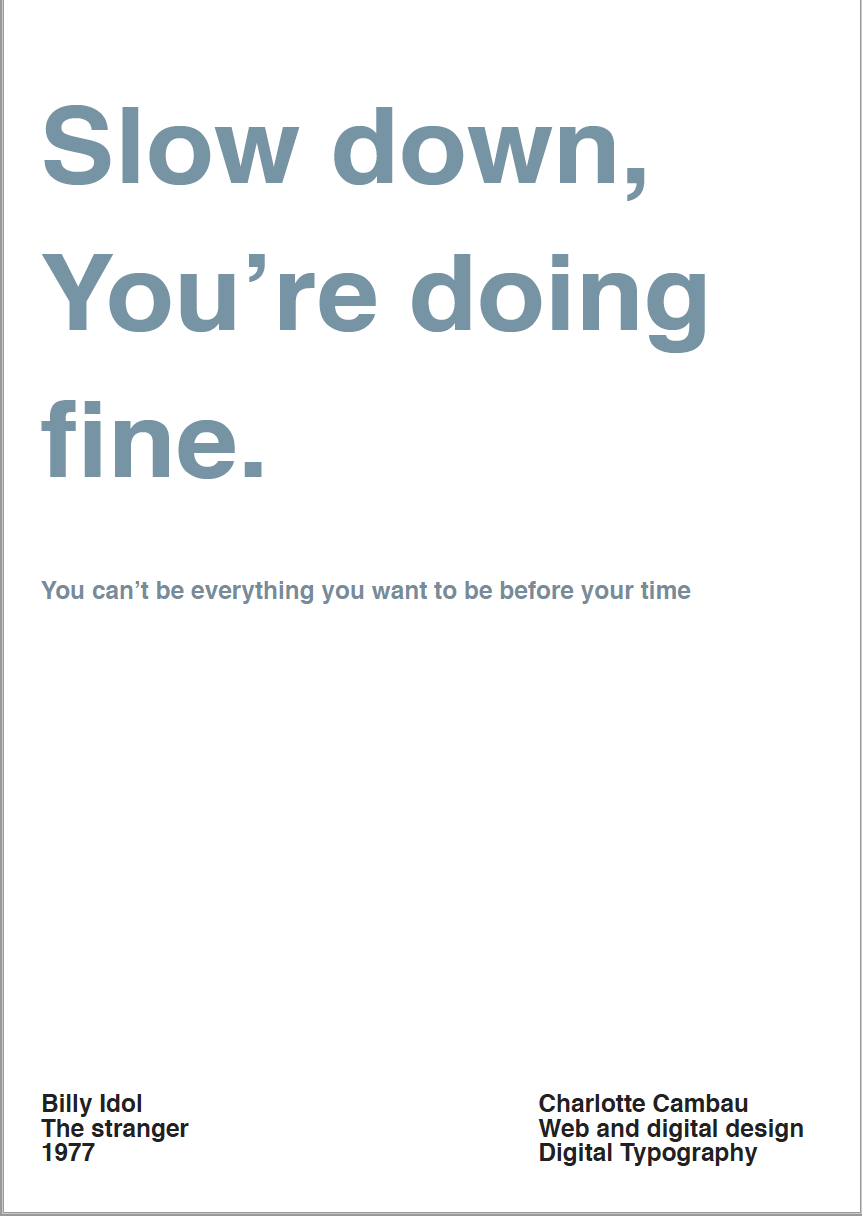 Slow down,
You’re doing
fine.
You can’t be everything you want to be before your time
Billy Idol
The stranger
1977
Charlotte Cambau
Web and digital design
Digital Typography